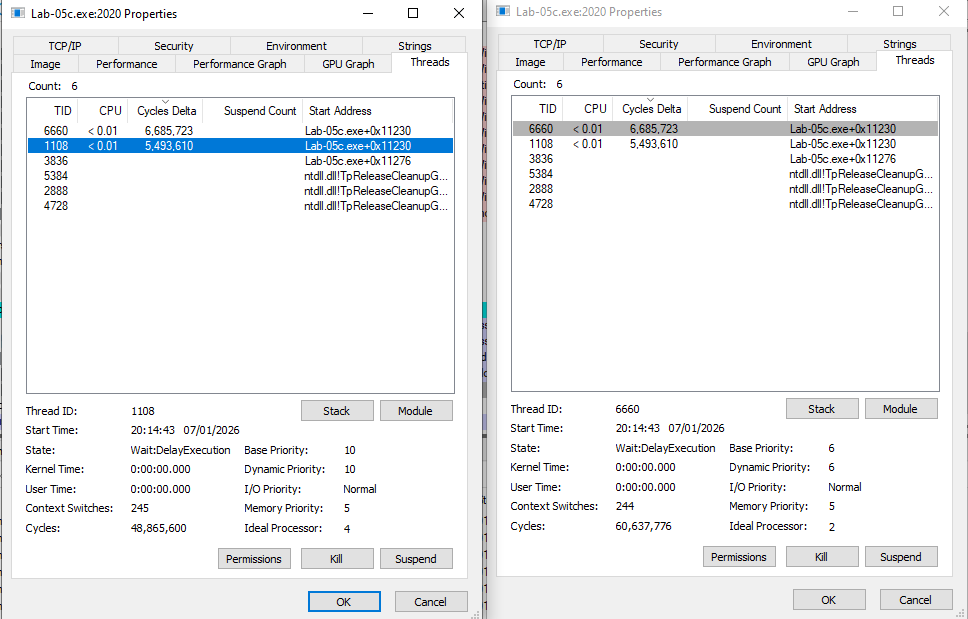 Lab-05c.exe:2020 Properties
TCP/IP Security Environment Strings
Image Performance Performance Graph GPU Graph Threads
Count: 6
TID CPU Cycles Delta Suspend Count Start Address
6660 < 0.01 6,685,723 Lab-05c.exe+0x11230
1108 < 0.01 5,493,610 Lab-05c.exe+0x11230
3836 Lab-05c.exe+0x11276
5384 ntdll.dll!TpReleaseCleanupG...
2888 ntdll.dll!TpReleaseCleanupG...
4728 ntdll.dll!TpReleaseCleanupG...
Thread ID: 1108 Stack Module
Start Time: 20:14:43 07/01/2026
State: Wait:DelayExecution Base Priority: 10
Kernel Time: 0:00:00.000 Dynamic Priority: 10
User Time: 0:00:00.000 I/O Priority: Normal
Context Switches: 245 Memory Priority: 5
Cycles: 48,865,600 Ideal Processor: 4
Permissions Kill Suspend
OK Cancel
Lab-05c.exe:2020 Properties
TCP/IP Security Environment Strings
Image Performance Performance Graph GPU Graph Threads
Count: 6
TID CPU Cycles Delta Suspend Count Start Address
6660 < 0.01 6,685,723 Lab-05c.exe+0x11230
1108 < 0.01 5,493,610 Lab-05c.exe+0x11230
3836 Lab-05c.exe+0x11276
5384 ntdll.dll!TpReleaseCleanupG...
2888 ntdll.dll!TpReleaseCleanupG...
4728 ntdll.dll!TpReleaseCleanupG...
Thread ID: 6660 Stack Module
Start Time: 20:14:43 07/01/2026
State: Wait:DelayExecution Base Priority: 6
Kernel Time: 0:00:00.000 Dynamic Priority: 6
User Time: 0:00:00.000 I/O Priority: Normal
Context Switches: 244 Memory Priority: 5
Cycles: 60,637,776 Ideal Processor: 2
Permissions Kill Suspend
OK Cancel